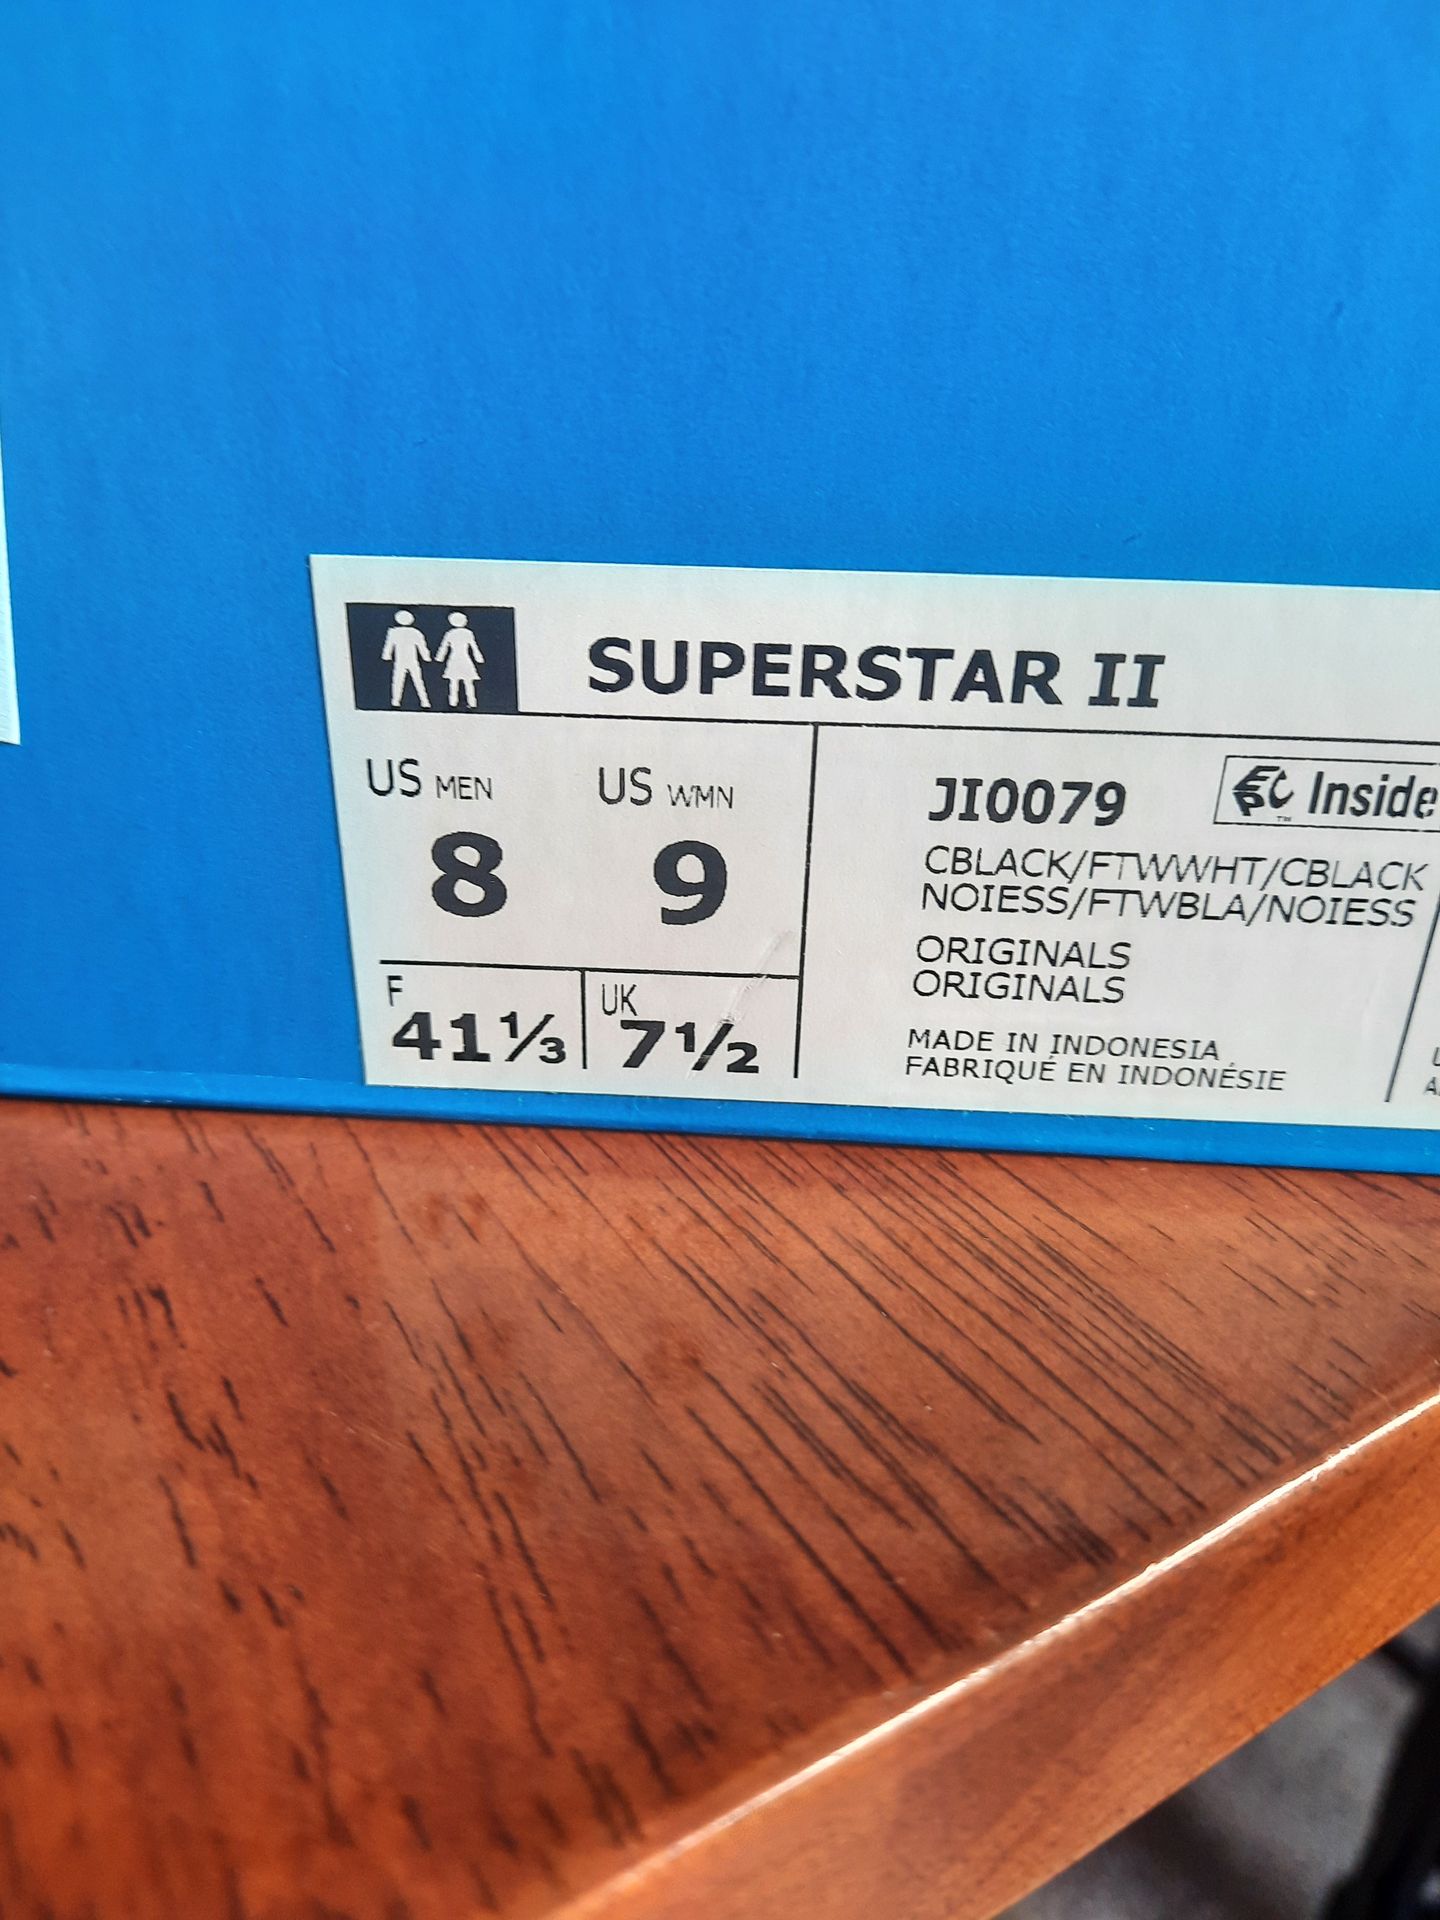 SUPERSTAR II
US MEN US WMN
8 9
F UK
41⅓ 7½
JI0079 EPC™ Inside
CBLACK/FTWWHT/CBLACK
NOIESS/FTWBLA/NOIESS
ORIGINALS
ORIGINALS
MADE IN INDONESIA
FABRIQUÉ EN INDONÉSIE